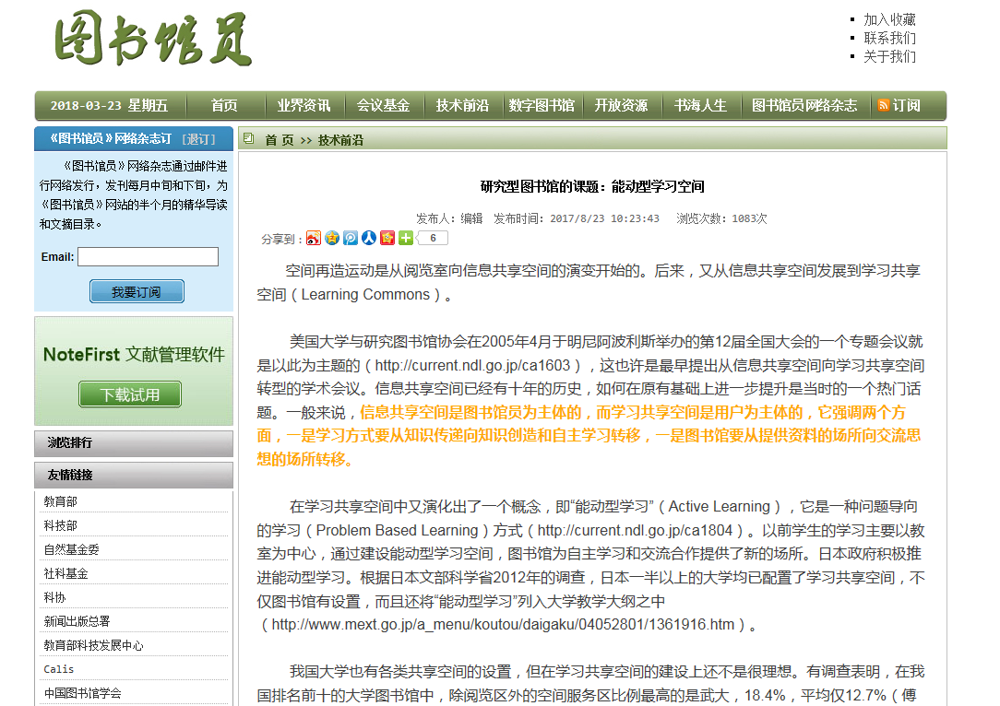 图书馆员
加入收藏
联系我们
关于我们
2018-03-23 星期五 首页 业界资讯 会议基金 技术前沿 数字图书馆 开放资源 书海人生 图书馆员网络杂志 订阅
《图书馆员》网络杂志订 [退订]
《图书馆员》网络杂志通过邮件进
行网络发行，发刊每月中旬和下旬，为
《图书馆员》网站的半个月的精华导读
和文摘目录。
Email:
我要订阅
NoteFirst 文献管理软件
下载试用
浏览排行
友情链接
教育部
科技部
自然基金委
社科基金
科协
新闻出版总署
教育部科技发展中心
Calis
中国图书馆学会
首 页 >> 技术前沿
研究型图书馆的课题：能动型学习空间
发布人：编辑 发布时间：2017/8/23 10:23:43 浏览次数：1083次
分享到： 6
空间再造运动是从阅览室向信息共享空间的演变开始的。后来，又从信息共享空间发展到学习共享
空间（Learning Commons）。
美国大学与研究图书馆协会在2005年4月于明尼阿波利斯举办的第12届全国大会的一个专题会议就
是以此为主题的（http://current.ndl.go.jp/ca1603），这也许是最早提出从信息共享空间向学习共享空间
转型的学术会议。信息共享空间已经有十年的历史，如何在原有基础上进一步提升是当时的一个热门话
题。一般来说，信息共享空间是图书馆员为主体的，而学习共享空间是用户为主体的，它强调两个方
面，一是学习方式要从知识传递向知识创造和自主学习转移，一是图书馆要从提供资料的场所向交流思
想的场所转移。
在学习共享空间中又演化出了一个概念，即“能动型学习”（Active Learning），它是一种问题导向
的学习（Problem Based Learning）方式（http://current.ndl.go.jp/ca1804）。以前学生的学习主要以教
室为中心，通过建设能动型学习空间，图书馆为自主学习和交流合作提供了新的场所。日本政府积极推
进能动型学习。根据日本文部科学省2012年的调查，日本一半以上的大学均已配置了学习共享空间，不
仅图书馆有设置，而且还将“能动型学习”列入大学教学大纲之中
（http://www.mext.go.jp/a_menu/koutou/daigaku/04052801/1361916.htm）。
我国大学也有各类共享空间的设置，但在学习共享空间的建设上还不是很理想。有调查表明，在我
国排名前十的大学图书馆中，除阅览区外的空间服务区比例最高的是武大，18.4%，平均仅12.7%（傅